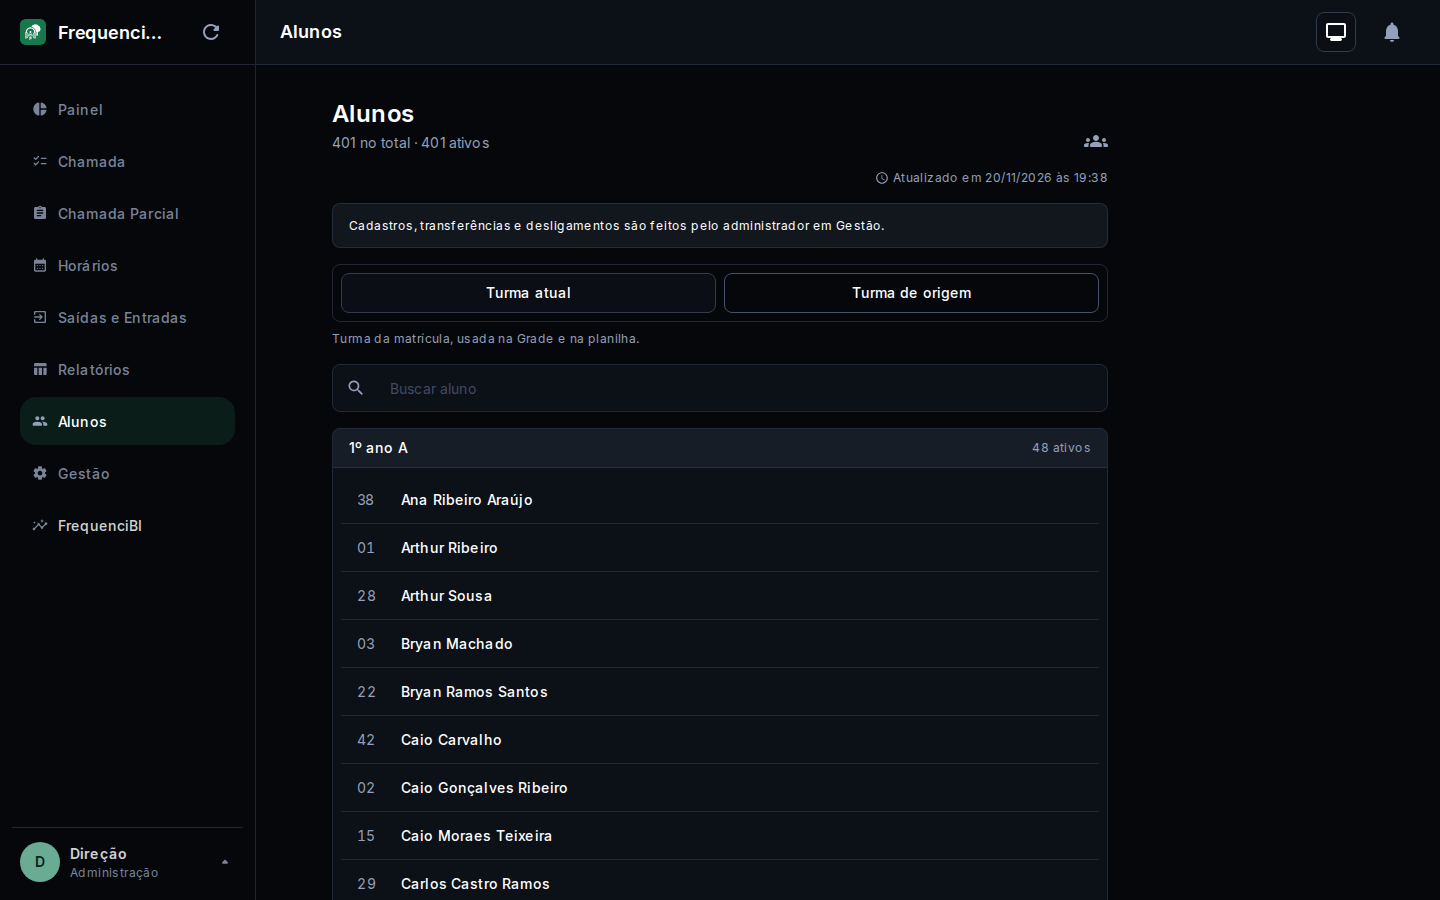 Frequenci...
Alunos
Painel
Chamada
Chamada Parcial
Horários
Saídas e Entradas
Relatórios
Alunos
Gestão
FrequenciBI
D
Direção
Administração
Alunos
401 no total · 401 ativos
Atualizado em 20/11/2026 às 19:38
Cadastros, transferências e desligamentos são feitos pelo administrador em Gestão.
Turma atual
Turma de origem
Turma da matrícula, usada na Grade e na planilha.
Buscar aluno
1º ano A
48 ativos
38 Ana Ribeiro Araújo
01 Arthur Ribeiro
28 Arthur Sousa
03 Bryan Machado
22 Bryan Ramos Santos
42 Caio Carvalho
02 Caio Gonçalves Ribeiro
15 Caio Moraes Teixeira
29 Carlos Castro Ramos